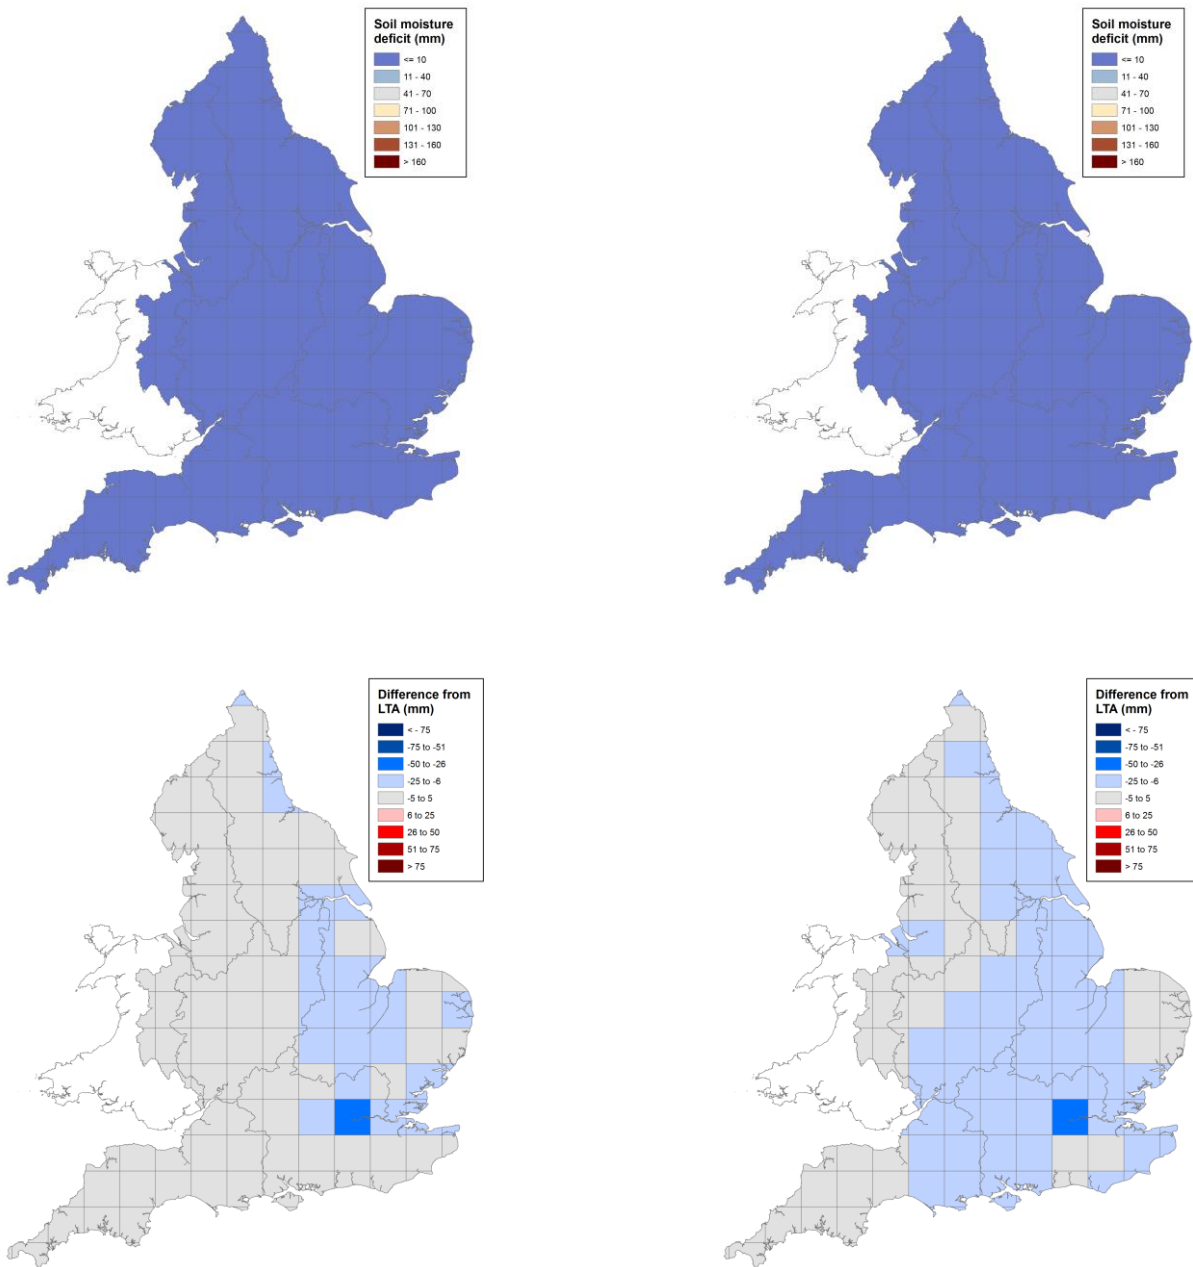 Soil moisture
deficit (mm)
<= 10
11 - 40
41 - 70
71 - 100
101 - 130
131 - 160
> 160
Soil moisture
deficit (mm)
<= 10
11 - 40
41 - 70
71 - 100
101 - 130
131 - 160
> 160
Difference from
LTA (mm)
< - 75
-75 to -51
-50 to -26
-25 to -6
-5 to 5
6 to 25
26 to 50
51 to 75
> 75
Difference from
LTA (mm)
< - 75
-75 to -51
-50 to -26
-25 to -6
-5 to 5
6 to 25
26 to 50
51 to 75
> 75